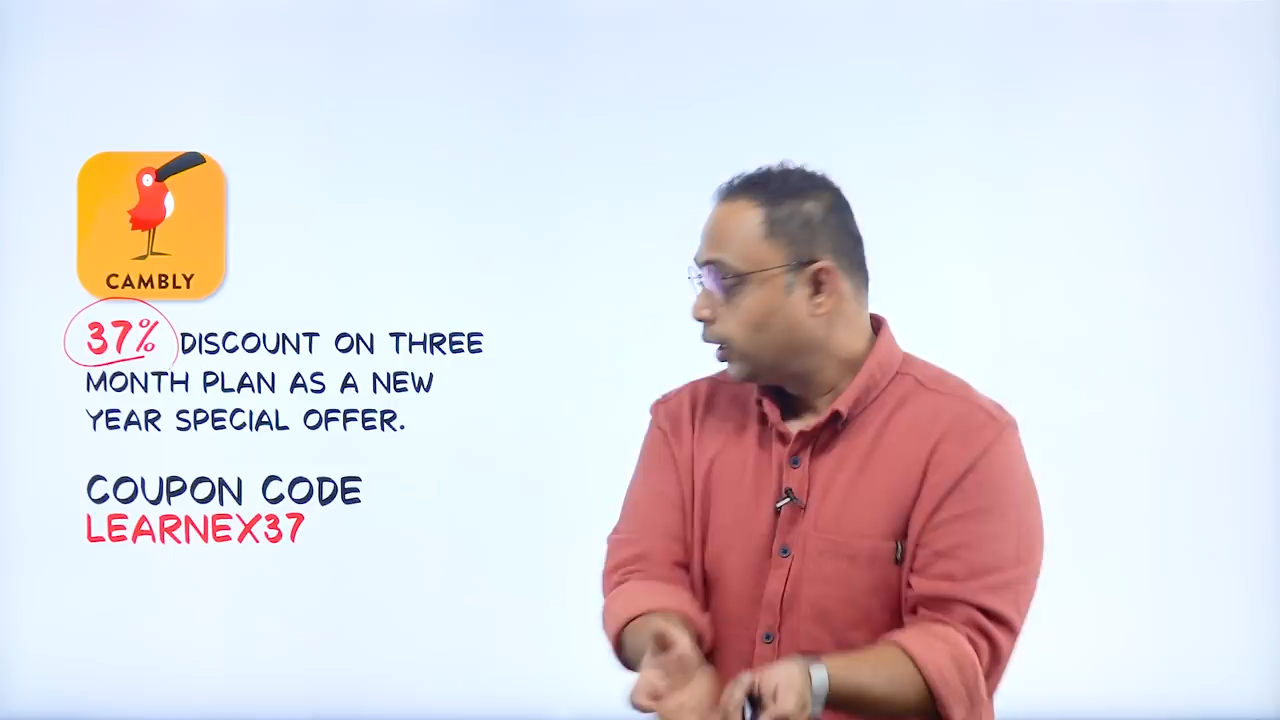 CAMBLY
37% DISCOUNT ON THREE
MONTH PLAN AS A NEW
YEAR SPECIAL OFFER.
COUPON CODE
LEARNEX37